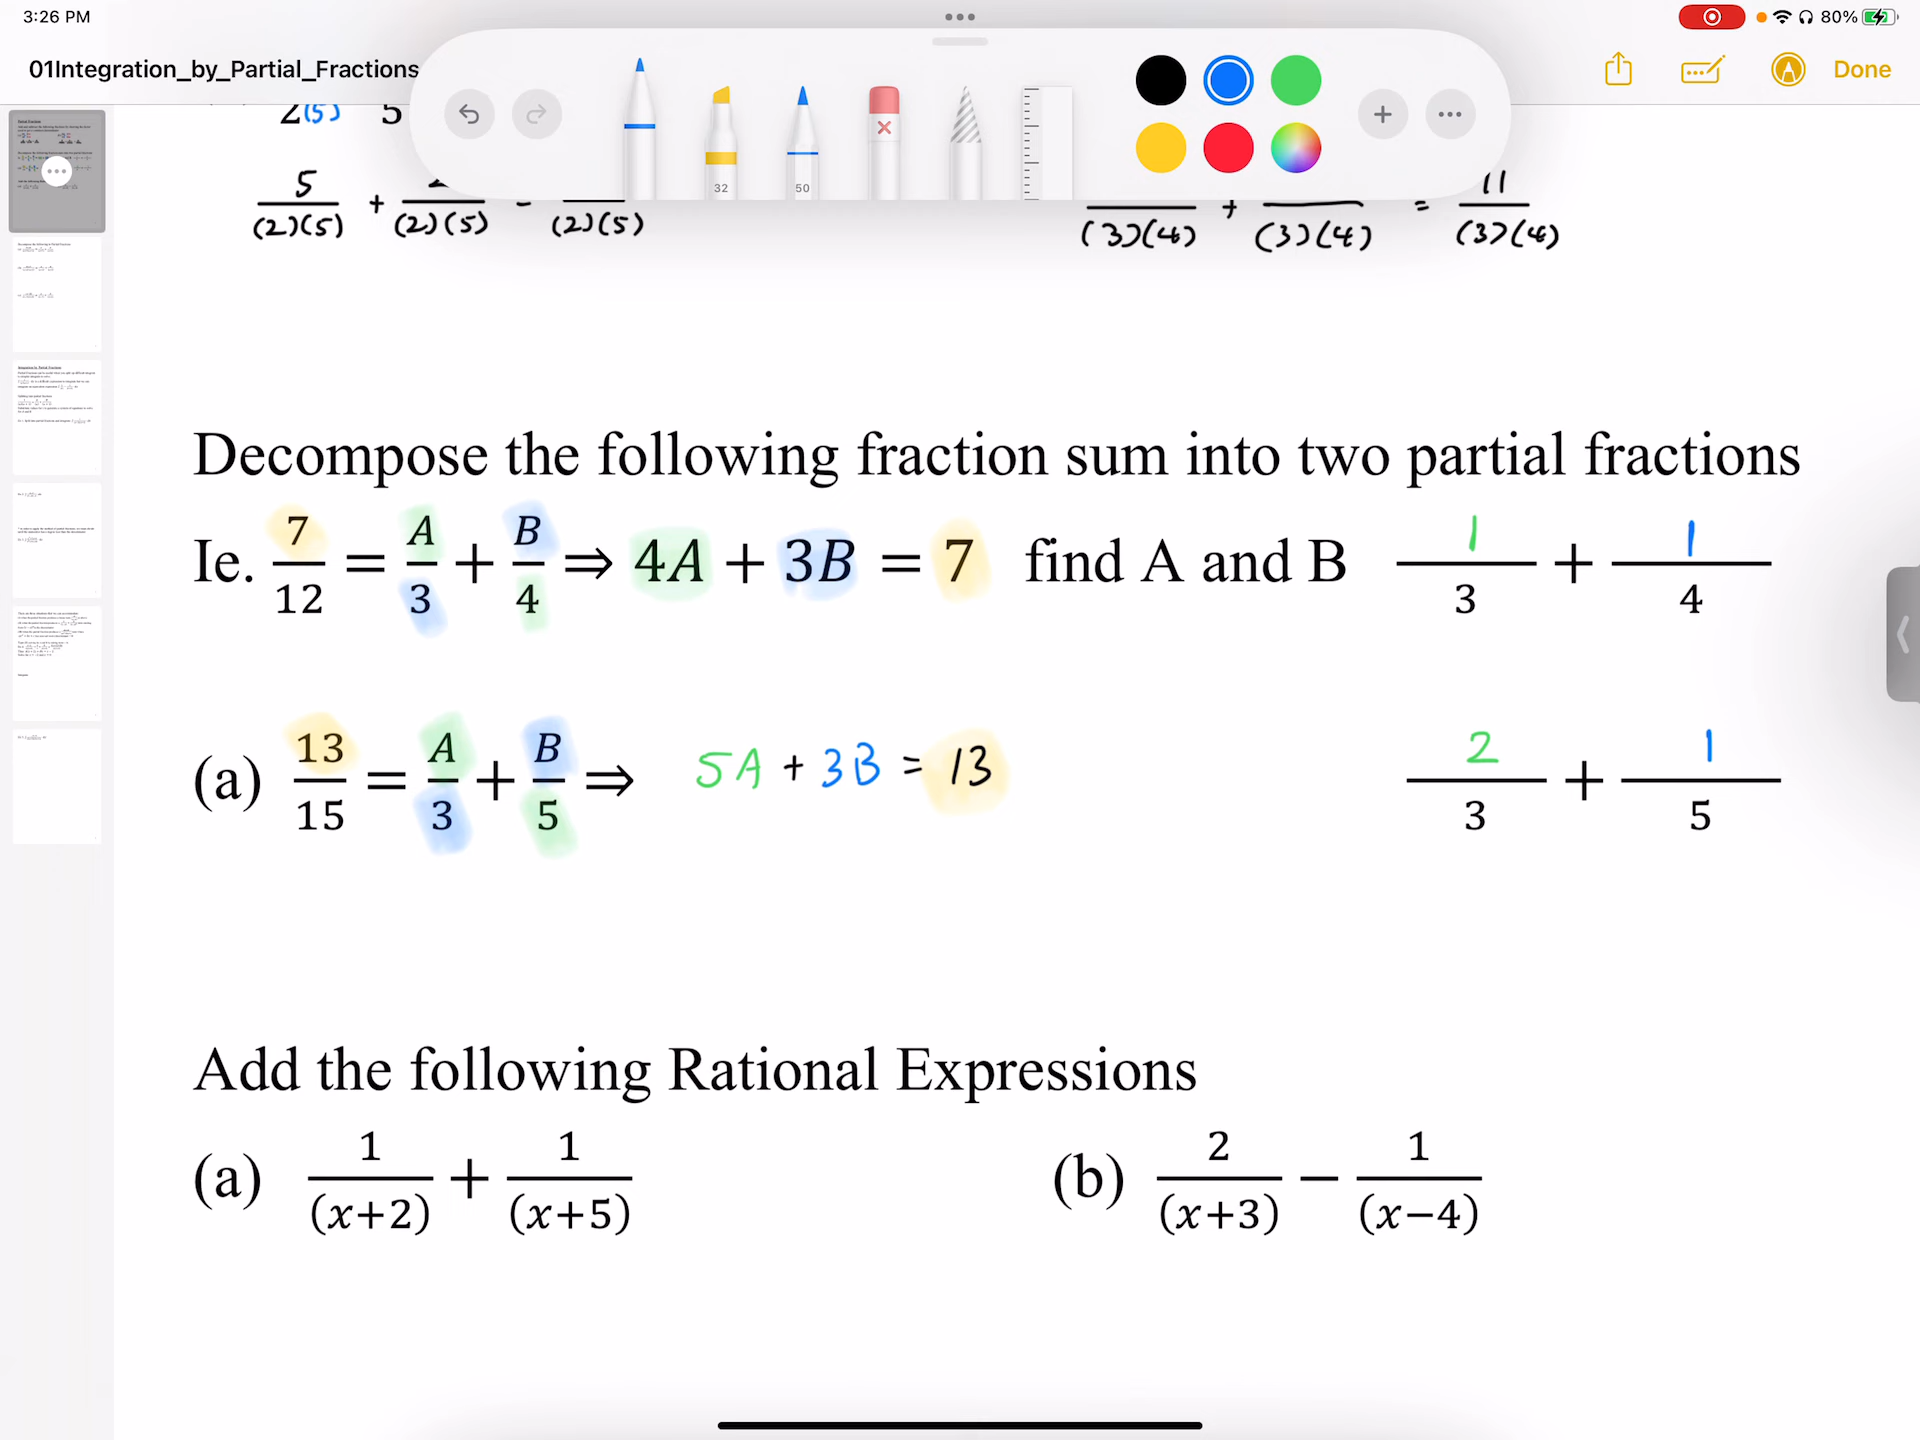 3:26 PM
80%
01Integration_by_Partial_Fractions
Done
32
50
2(5) 5
5/(2)(5) + /(2)(5) - /(2)(5)
/(3)(4) + /(3)(4) = 11/(3)(4)
Decompose the following fraction sum into two partial fractions
Ie. 7/12 = A/3 + B/4 ⇒ 4A + 3B = 7 find A and B 1/3 + 1/4
(a) 13/15 = A/3 + B/5 ⇒ 5A + 3B = 13 2/3 + 1/5
Add the following Rational Expressions
(a) 1/(x+2) + 1/(x+5)
(b) 2/(x+3) − 1/(x−4)